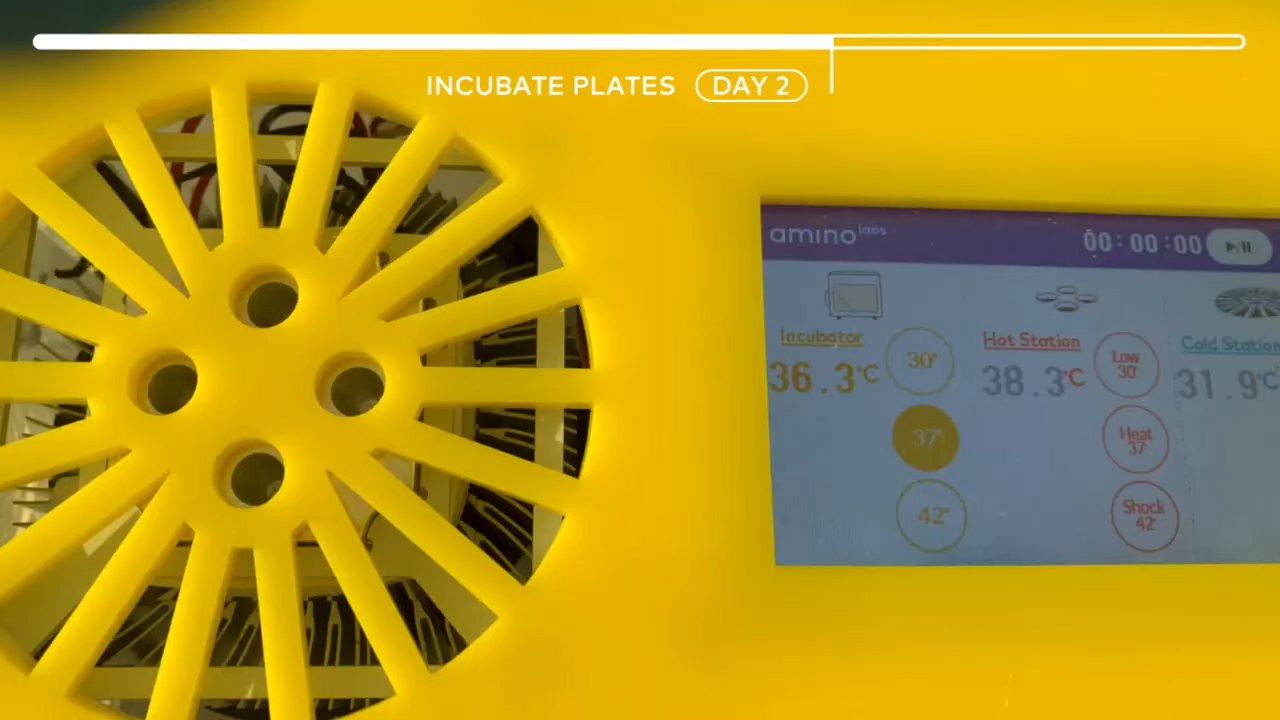 INCUBATE PLATES DAY 2
amino labs 00:00:00
Incubator 30° Hot Station Low 30° Cold Station
36.3°C 38.3°C 31.9°C
37° Heat 37°
42° Shock 42°